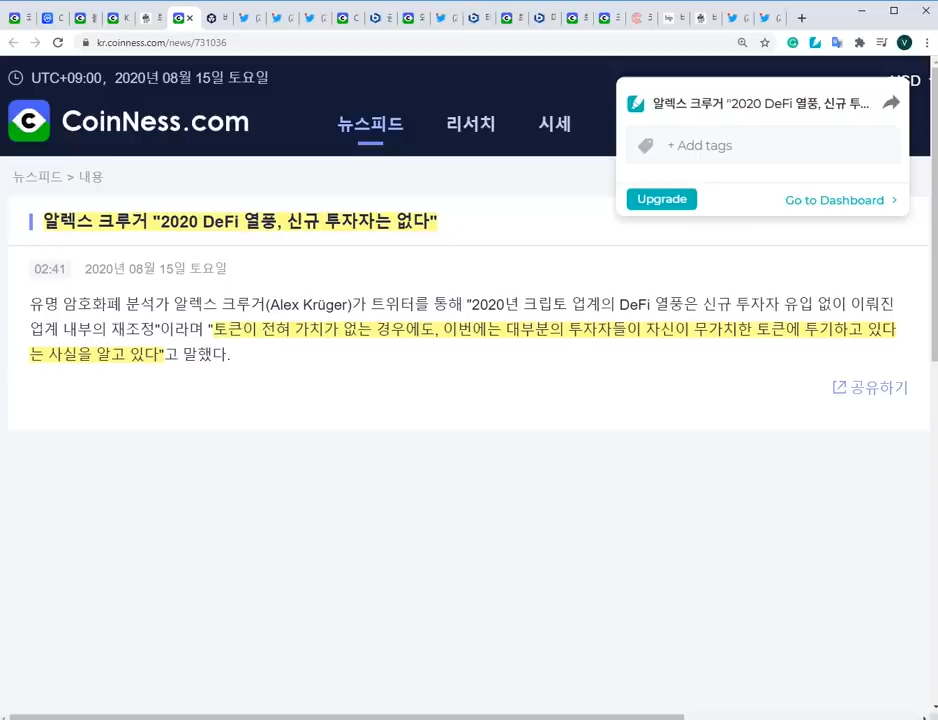 kr.coinness.com/news/731036
UTC+09:00, 2020년 08월 15일 토요일
SD
CoinNess.com
뉴스피드
리서치
시세
알렉스 크루거 "2020 DeFi 열풍, 신규 투...
+ Add tags
Upgrade
Go to Dashboard
뉴스피드 > 내용
알렉스 크루거 "2020 DeFi 열풍, 신규 투자자는 없다"
02:41 2020년 08월 15일 토요일
유명 암호화폐 분석가 알렉스 크루거(Alex Krüger)가 트위터를 통해 "2020년 크립토 업계의 DeFi 열풍은 신규 투자자 유입 없이 이뤄진
업계 내부의 재조정"이라며 "토큰이 전혀 가치가 없는 경우에도, 이번에는 대부분의 투자자들이 자신이 무가치한 토큰에 투기하고 있다
는 사실을 알고 있다"고 말했다.
공유하기